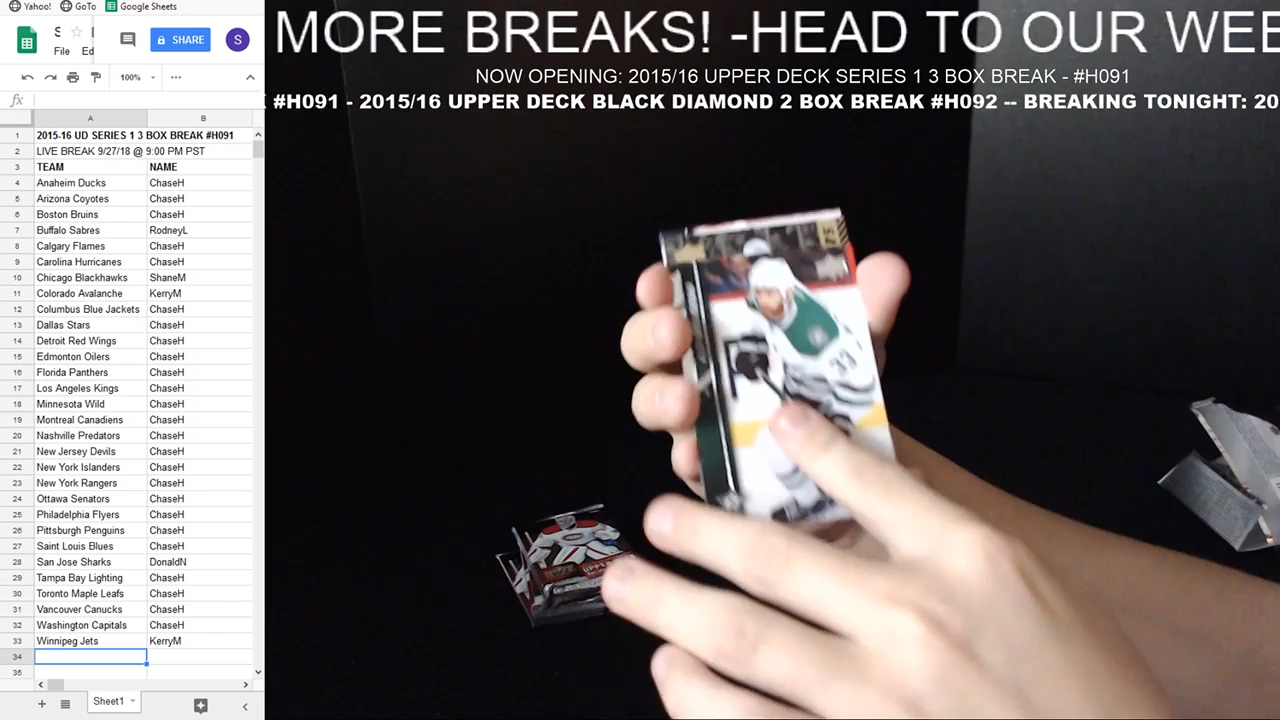 Yahoo! GoTo Google Sheets
S
File Ed
SHARE
S
100%
fx
A B
1 2015-16 UD SERIES 1 3 BOX BREAK #H091
2 LIVE BREAK 9/27/18 @ 9:00 PM PST
3 TEAM NAME
4 Anaheim Ducks ChaseH
5 Arizona Coyotes ChaseH
6 Boston Bruins ChaseH
7 Buffalo Sabres RodneyL
8 Calgary Flames ChaseH
9 Carolina Hurricanes ChaseH
10 Chicago Blackhawks ShaneM
11 Colorado Avalanche KerryM
12 Columbus Blue Jackets ChaseH
13 Dallas Stars ChaseH
14 Detroit Red Wings ChaseH
15 Edmonton Oilers ChaseH
16 Florida Panthers ChaseH
17 Los Angeles Kings ChaseH
18 Minnesota Wild ChaseH
19 Montreal Canadiens ChaseH
20 Nashville Predators ChaseH
21 New Jersey Devils ChaseH
22 New York Islanders ChaseH
23 New York Rangers ChaseH
24 Ottawa Senators ChaseH
25 Philadelphia Flyers ChaseH
26 Pittsburgh Penguins ChaseH
27 Saint Louis Blues ChaseH
28 San Jose Sharks DonaldN
29 Tampa Bay Lighting ChaseH
30 Toronto Maple Leafs ChaseH
31 Vancouver Canucks ChaseH
32 Washington Capitals ChaseH
33 Winnipeg Jets KerryM
34
35
Sheet1
MORE BREAKS! -HEAD TO OUR WEE
NOW OPENING: 2015/16 UPPER DECK SERIES 1 3 BOX BREAK - #H091
#H091 - 2015/16 UPPER DECK BLACK DIAMOND 2 BOX BREAK #H092 -- BREAKING TONIGHT: 20